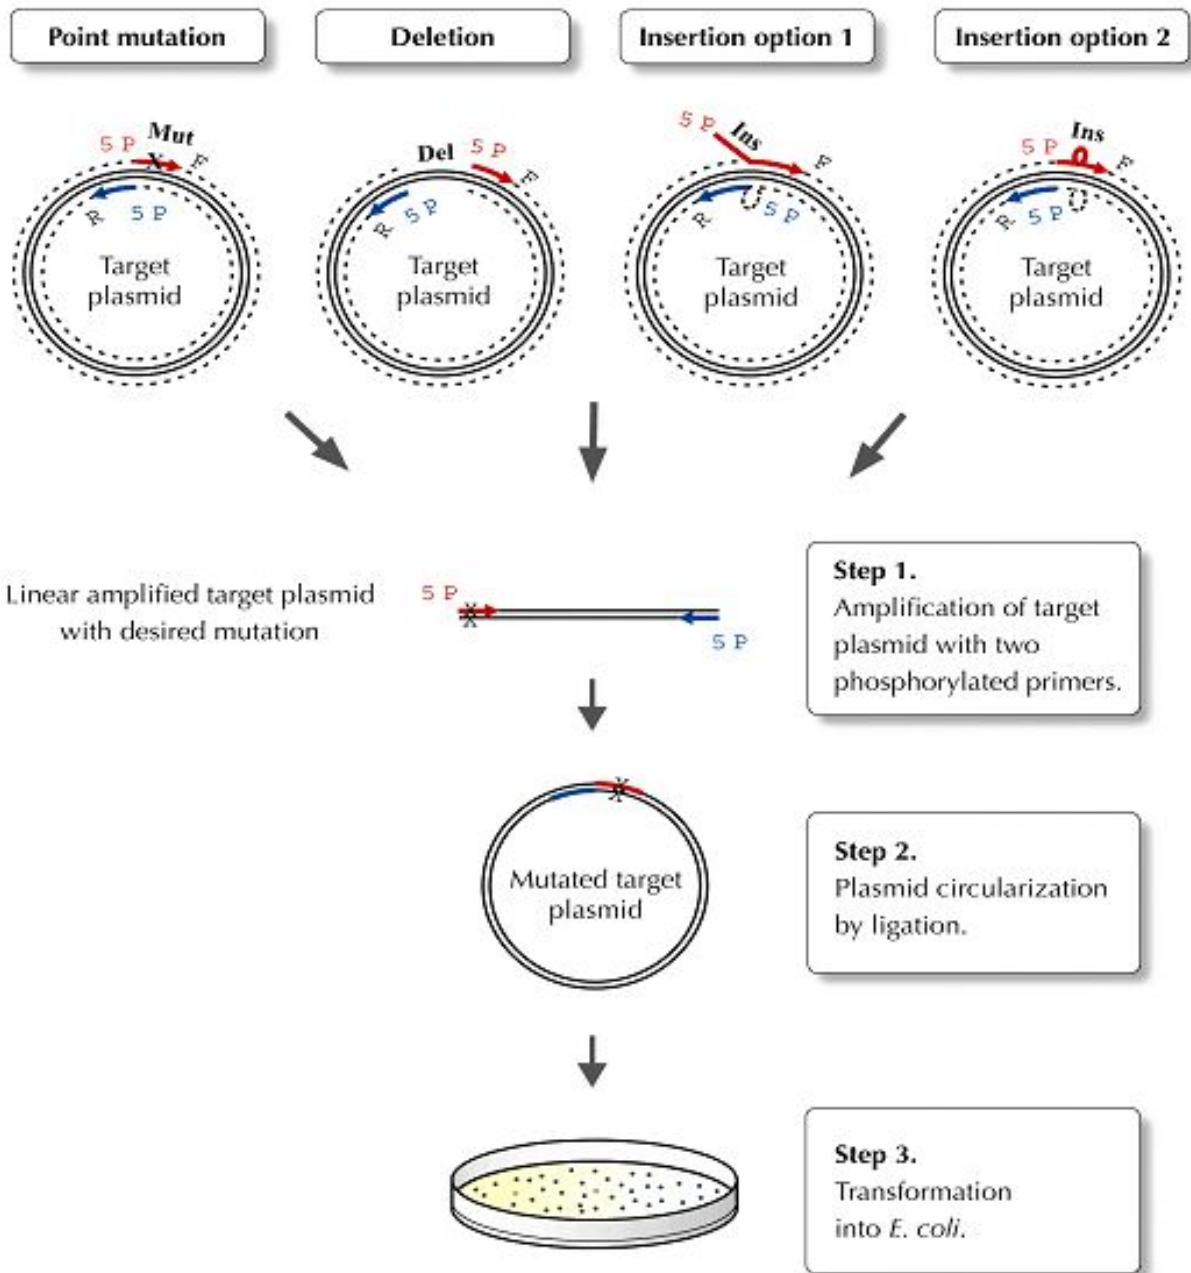 Point mutation
Deletion
Insertion option 1
Insertion option 2
5 P
Mut
X
F
R
5 P
Target
plasmid
Del
5 P
F
R
5 P
Target
plasmid
5 P
Ins
F
R
5 P
Target
plasmid
5 P
Ins
F
R
5 P
Target
plasmid
Linear amplified target plasmid
with desired mutation
5 P
X
X
5 P
Step 1.
Amplification of target
plasmid with two
phosphorylated primers.
X
X
Mutated target
plasmid
Step 2.
Plasmid circularization
by ligation.
Step 3.
Transformation
into E. coli.